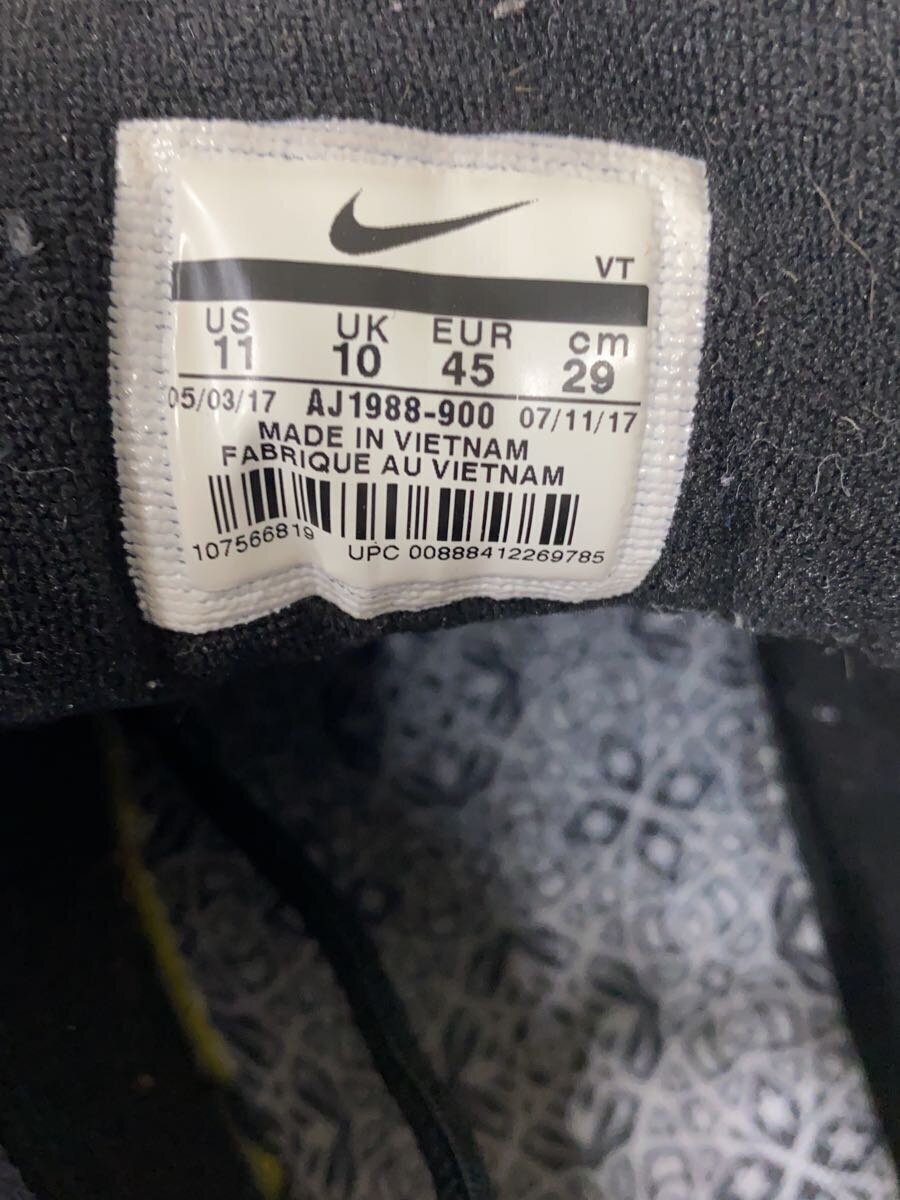 VT
US UK EUR cm
11 10 45 29
05/03/17 AJ1988-900 07/11/17
MADE IN VIETNAM
FABRIQUE AU VIETNAM
107566819 UPC 00888412269785